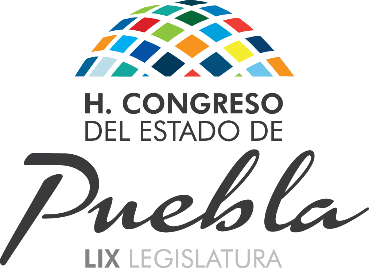 H. CONGRESO
DEL ESTADO DE
Puebla
LIX LEGISLATURA